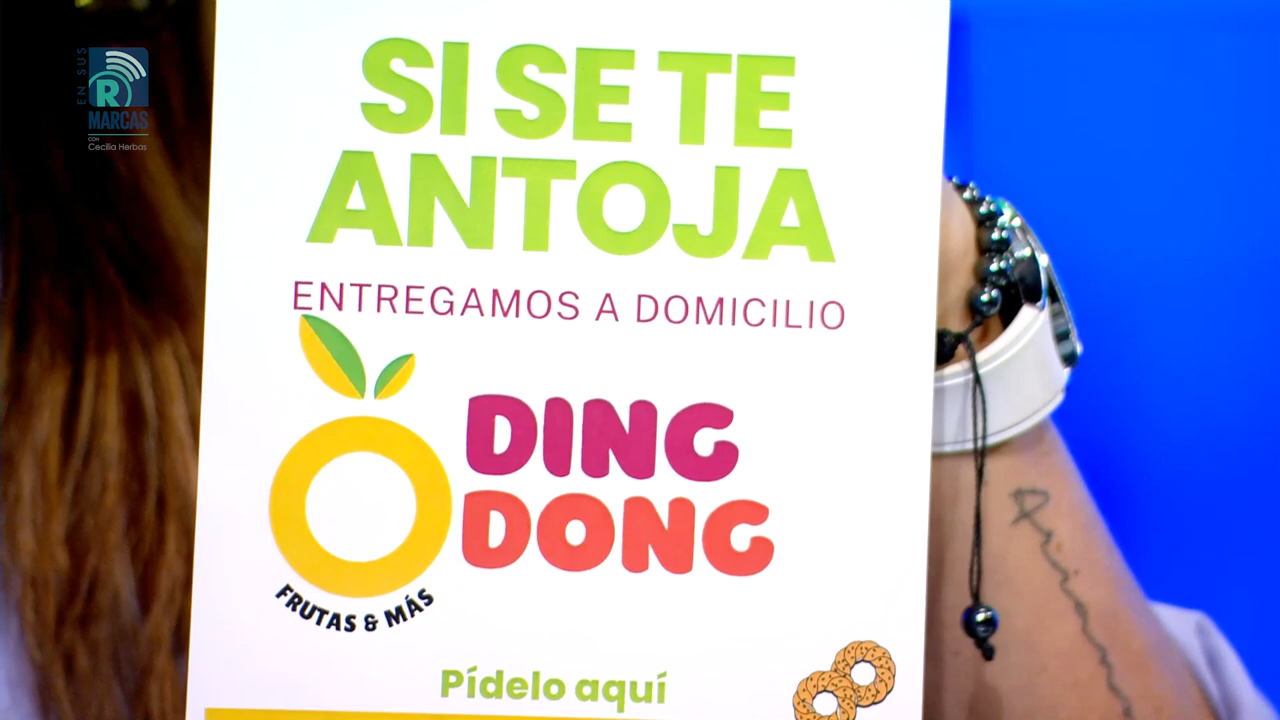 EN SUS
R
MARCAS
CON
Cecilia Herbas
SI SE TE
ANTOJA
ENTREGAMOS A DOMICILIO
DING
DONG
FRUTAS & MÁS
Pídelo aquí